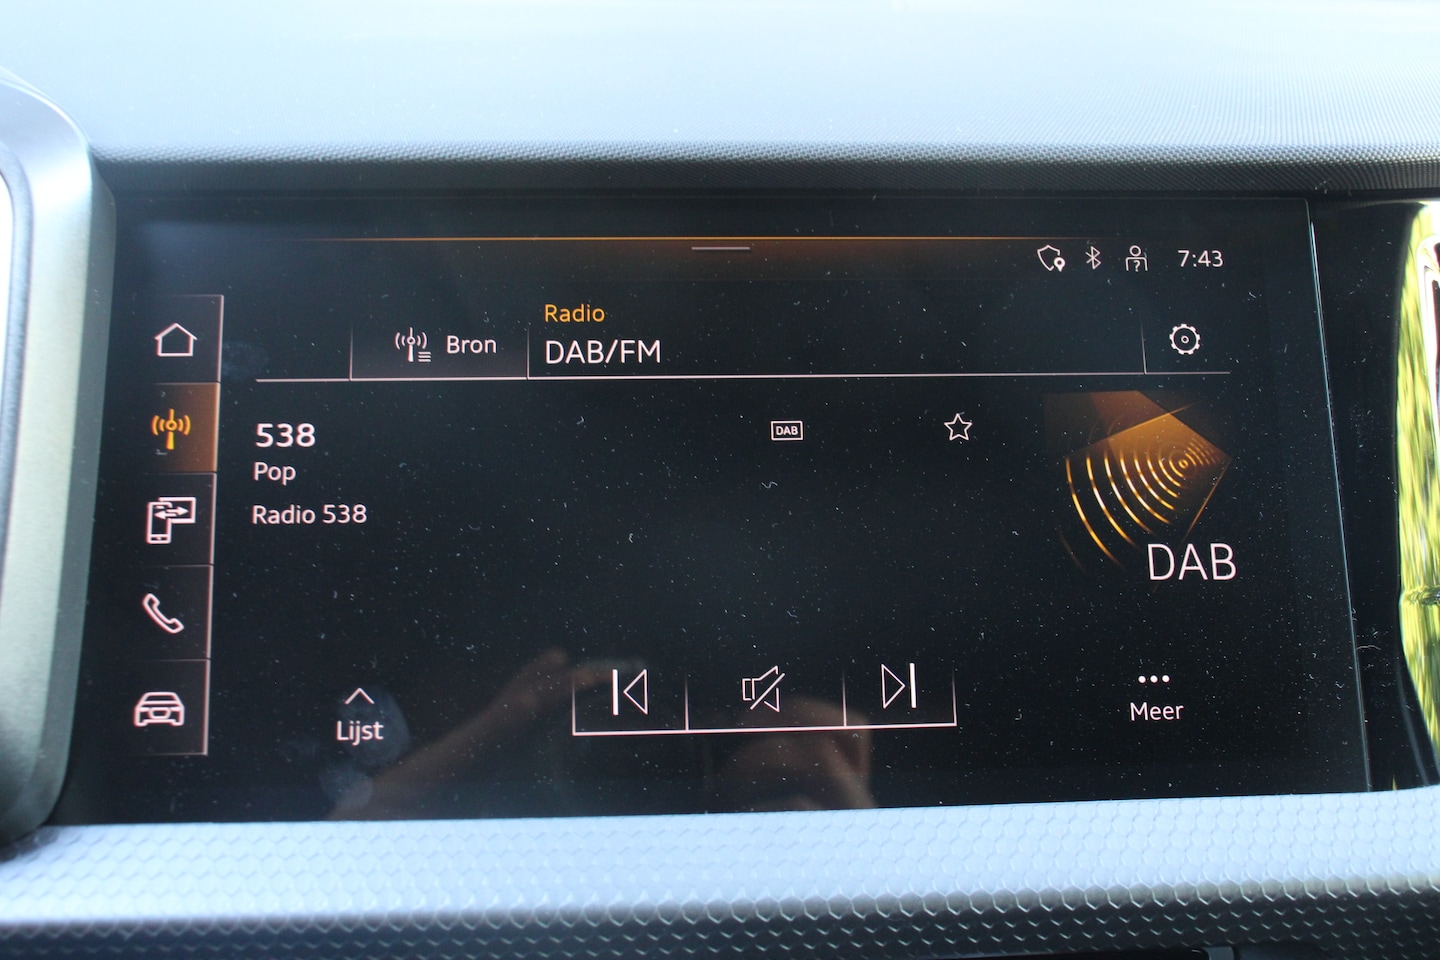 7:43
Radio
Bron
DAB/FM
538
DAB
Pop
Radio 538
DAB
Lijst
Meer